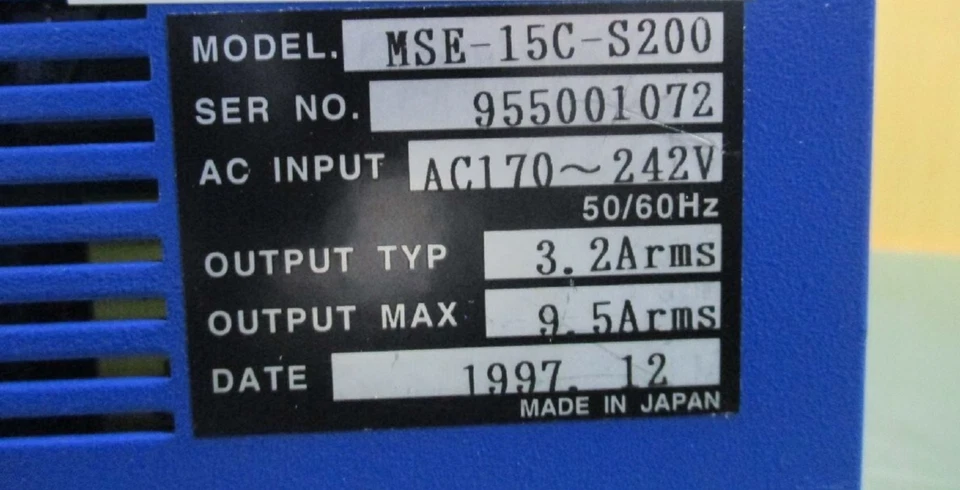 MODEL. MSE-15C-S200
SER NO. 955001072
AC INPUT AC170~242V
50/60Hz
OUTPUT TYP 3.2Arms
OUTPUT MAX 9.5Arms
DATE 1997. 12
MADE IN JAPAN